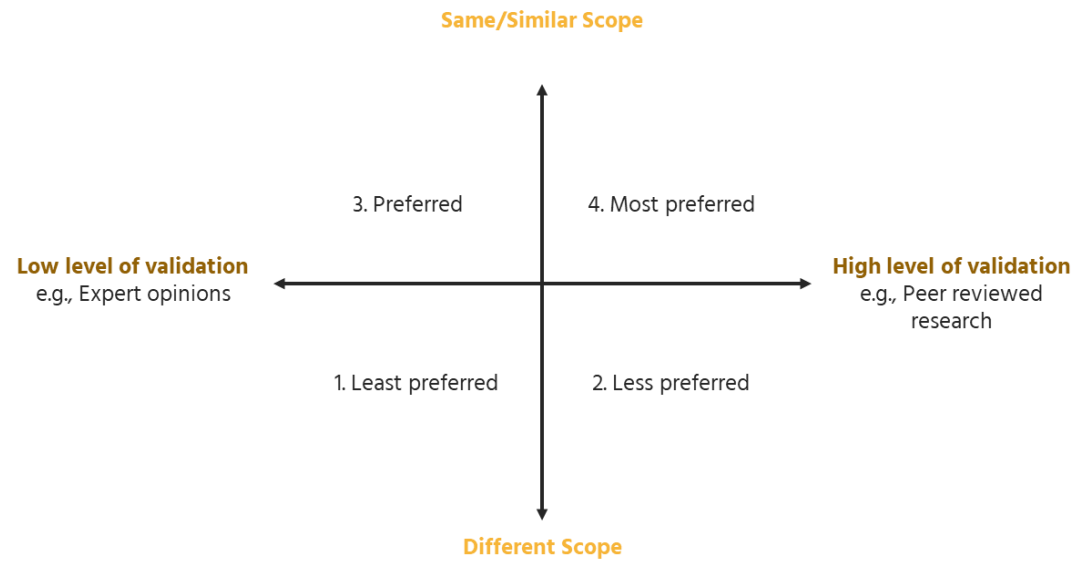 Same/Similar Scope
3. Preferred
4. Most preferred
Low level of validation
e.g., Expert opinions
High level of validation
e.g., Peer reviewed
research
1. Least preferred
2. Less preferred
Different Scope